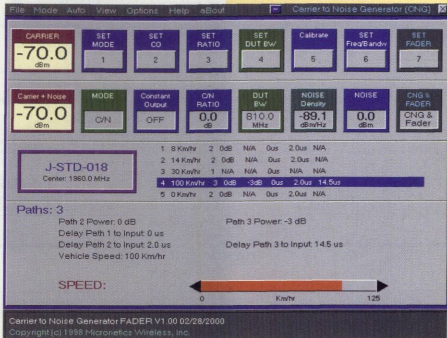 File Mode Auto View Options Help aBout Carrier to Noise Generator (CNG)
CARRIER
-70.0
dBm
SET MODE
1
SET CO
2
SET RATIO
3
SET DUT BW
4
Calibrate
5
SET Freq/Bandw
6
SET FADER
7
Carrier + Noise
-70.0
dBm
MODE
C/N
Constant Output
OFF
C/N RATIO
0.0
dB
DUT BW
810.0
MHz
NOISE Density
-89.1
dBm/Hz
NOISE
0.0
dBm
CNG & FADER
CNG & Fader
J-STD-018
Center: 1960.0 MHz
1 8 Km/hr 2 0dB N/A 0us 2.0us N/A
2 14 Km/hr 2 0dB N/A 0us 2.0us N/A
3 30 Km/hr 1 N/A N/A 0us N/A N/A
4 100 Km/hr 3 0dB -3dB 0us 2.0us 14.5us
5 0 Km/hr 2 0dB N/A 0us 2.0us N/A
Paths: 3
Path 2 Power: 0 dB Path 3 Power: -3 dB
Delay Path 1 to Input: 0 us
Delay Path 2 to Input: 2.0 us Delay Path 3 to Input: 14.5 us
Vehicle Speed: 100 Km/hr
SPEED:
0 Km/hr 125
Carrier to Noise Generator FADER V1.00 02/28/2000
Copyright (c) 1998 Micronetics Wireless, Inc.